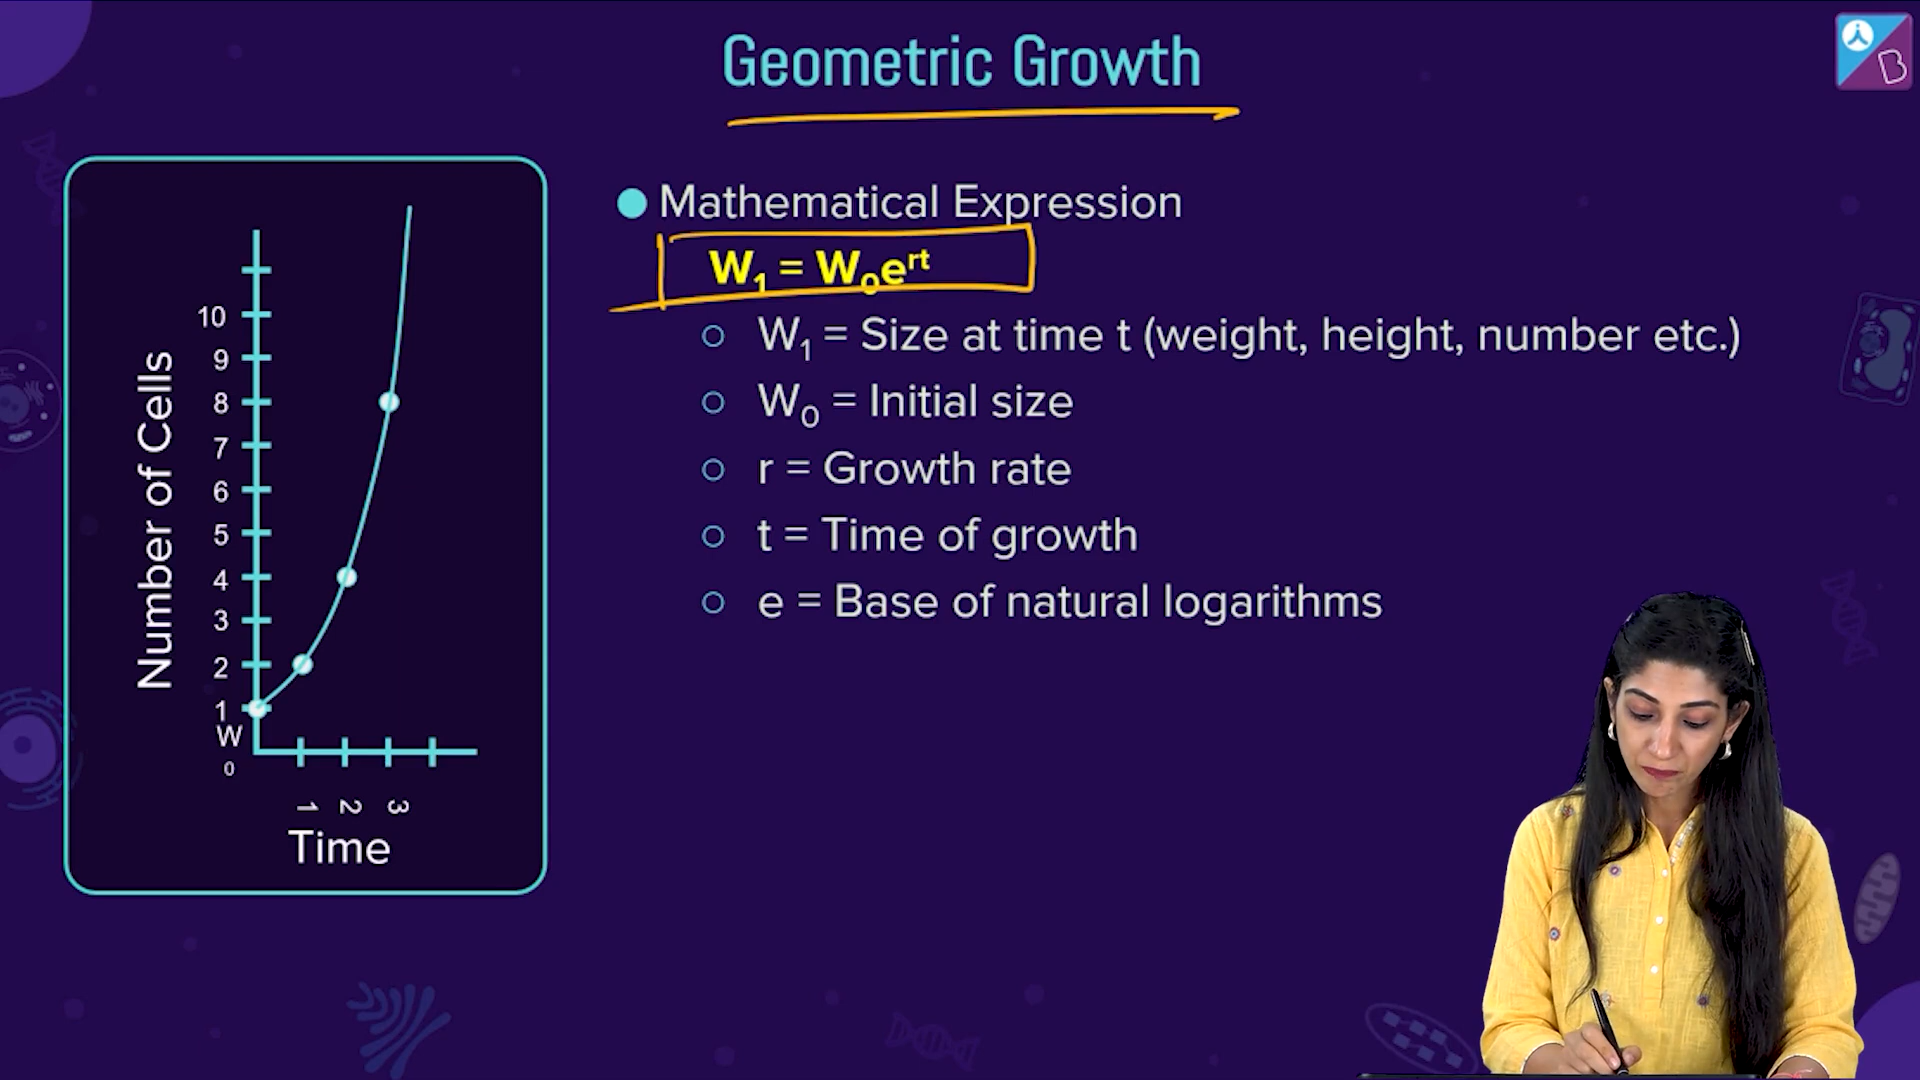 Geometric Growth
B
Mathematical Expression
W₁ = W₀eʳᵗ
W₁ = Size at time t (weight, height, number etc.)
W₀ = Initial size
r = Growth rate
t = Time of growth
e = Base of natural logarithms
Number of Cells
10
9
8
7
6
5
4
3
2
1
W
0
1 2 3
Time